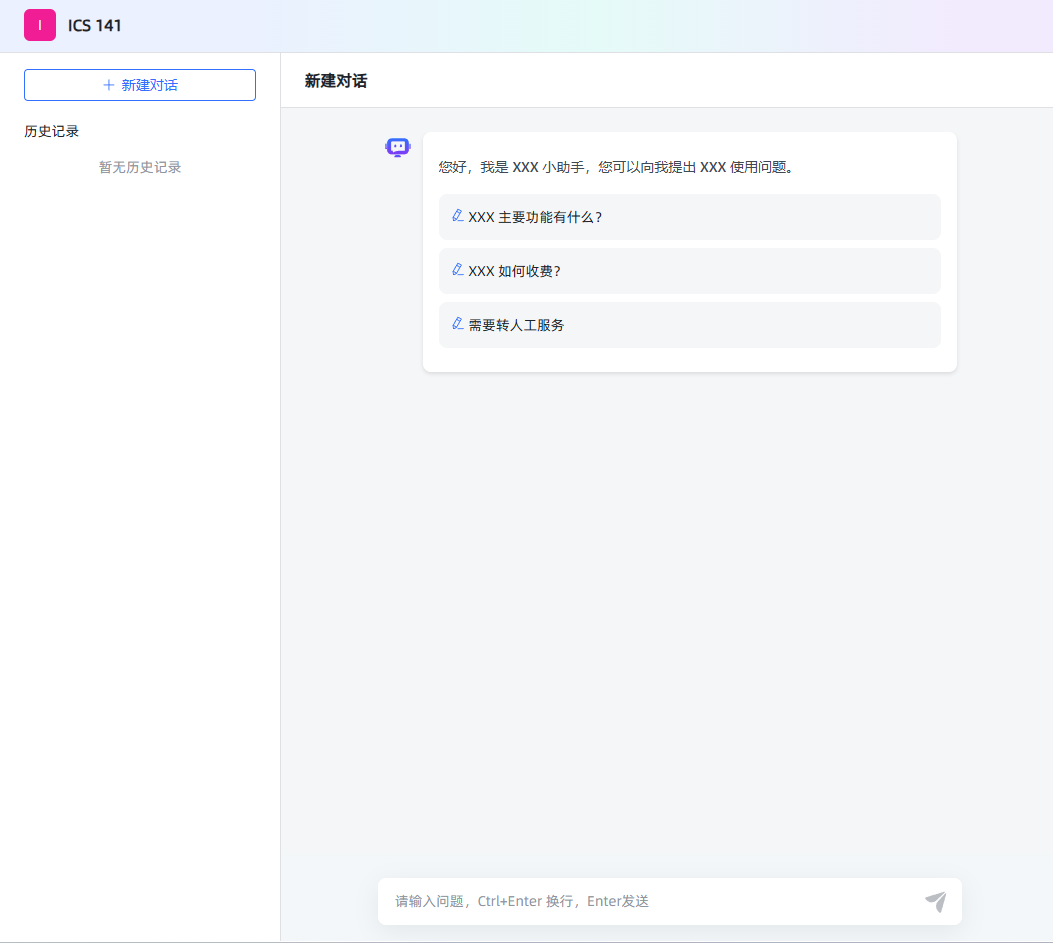 I
ICS 141
新建对话
历史记录
暂无历史记录
新建对话
您好，我是 XXX 小助手，您可以向我提出 XXX 使用问题。
XXX 主要功能有什么？
XXX 如何收费？
需要转人工服务
请输入问题，Ctrl+Enter 换行，Enter发送